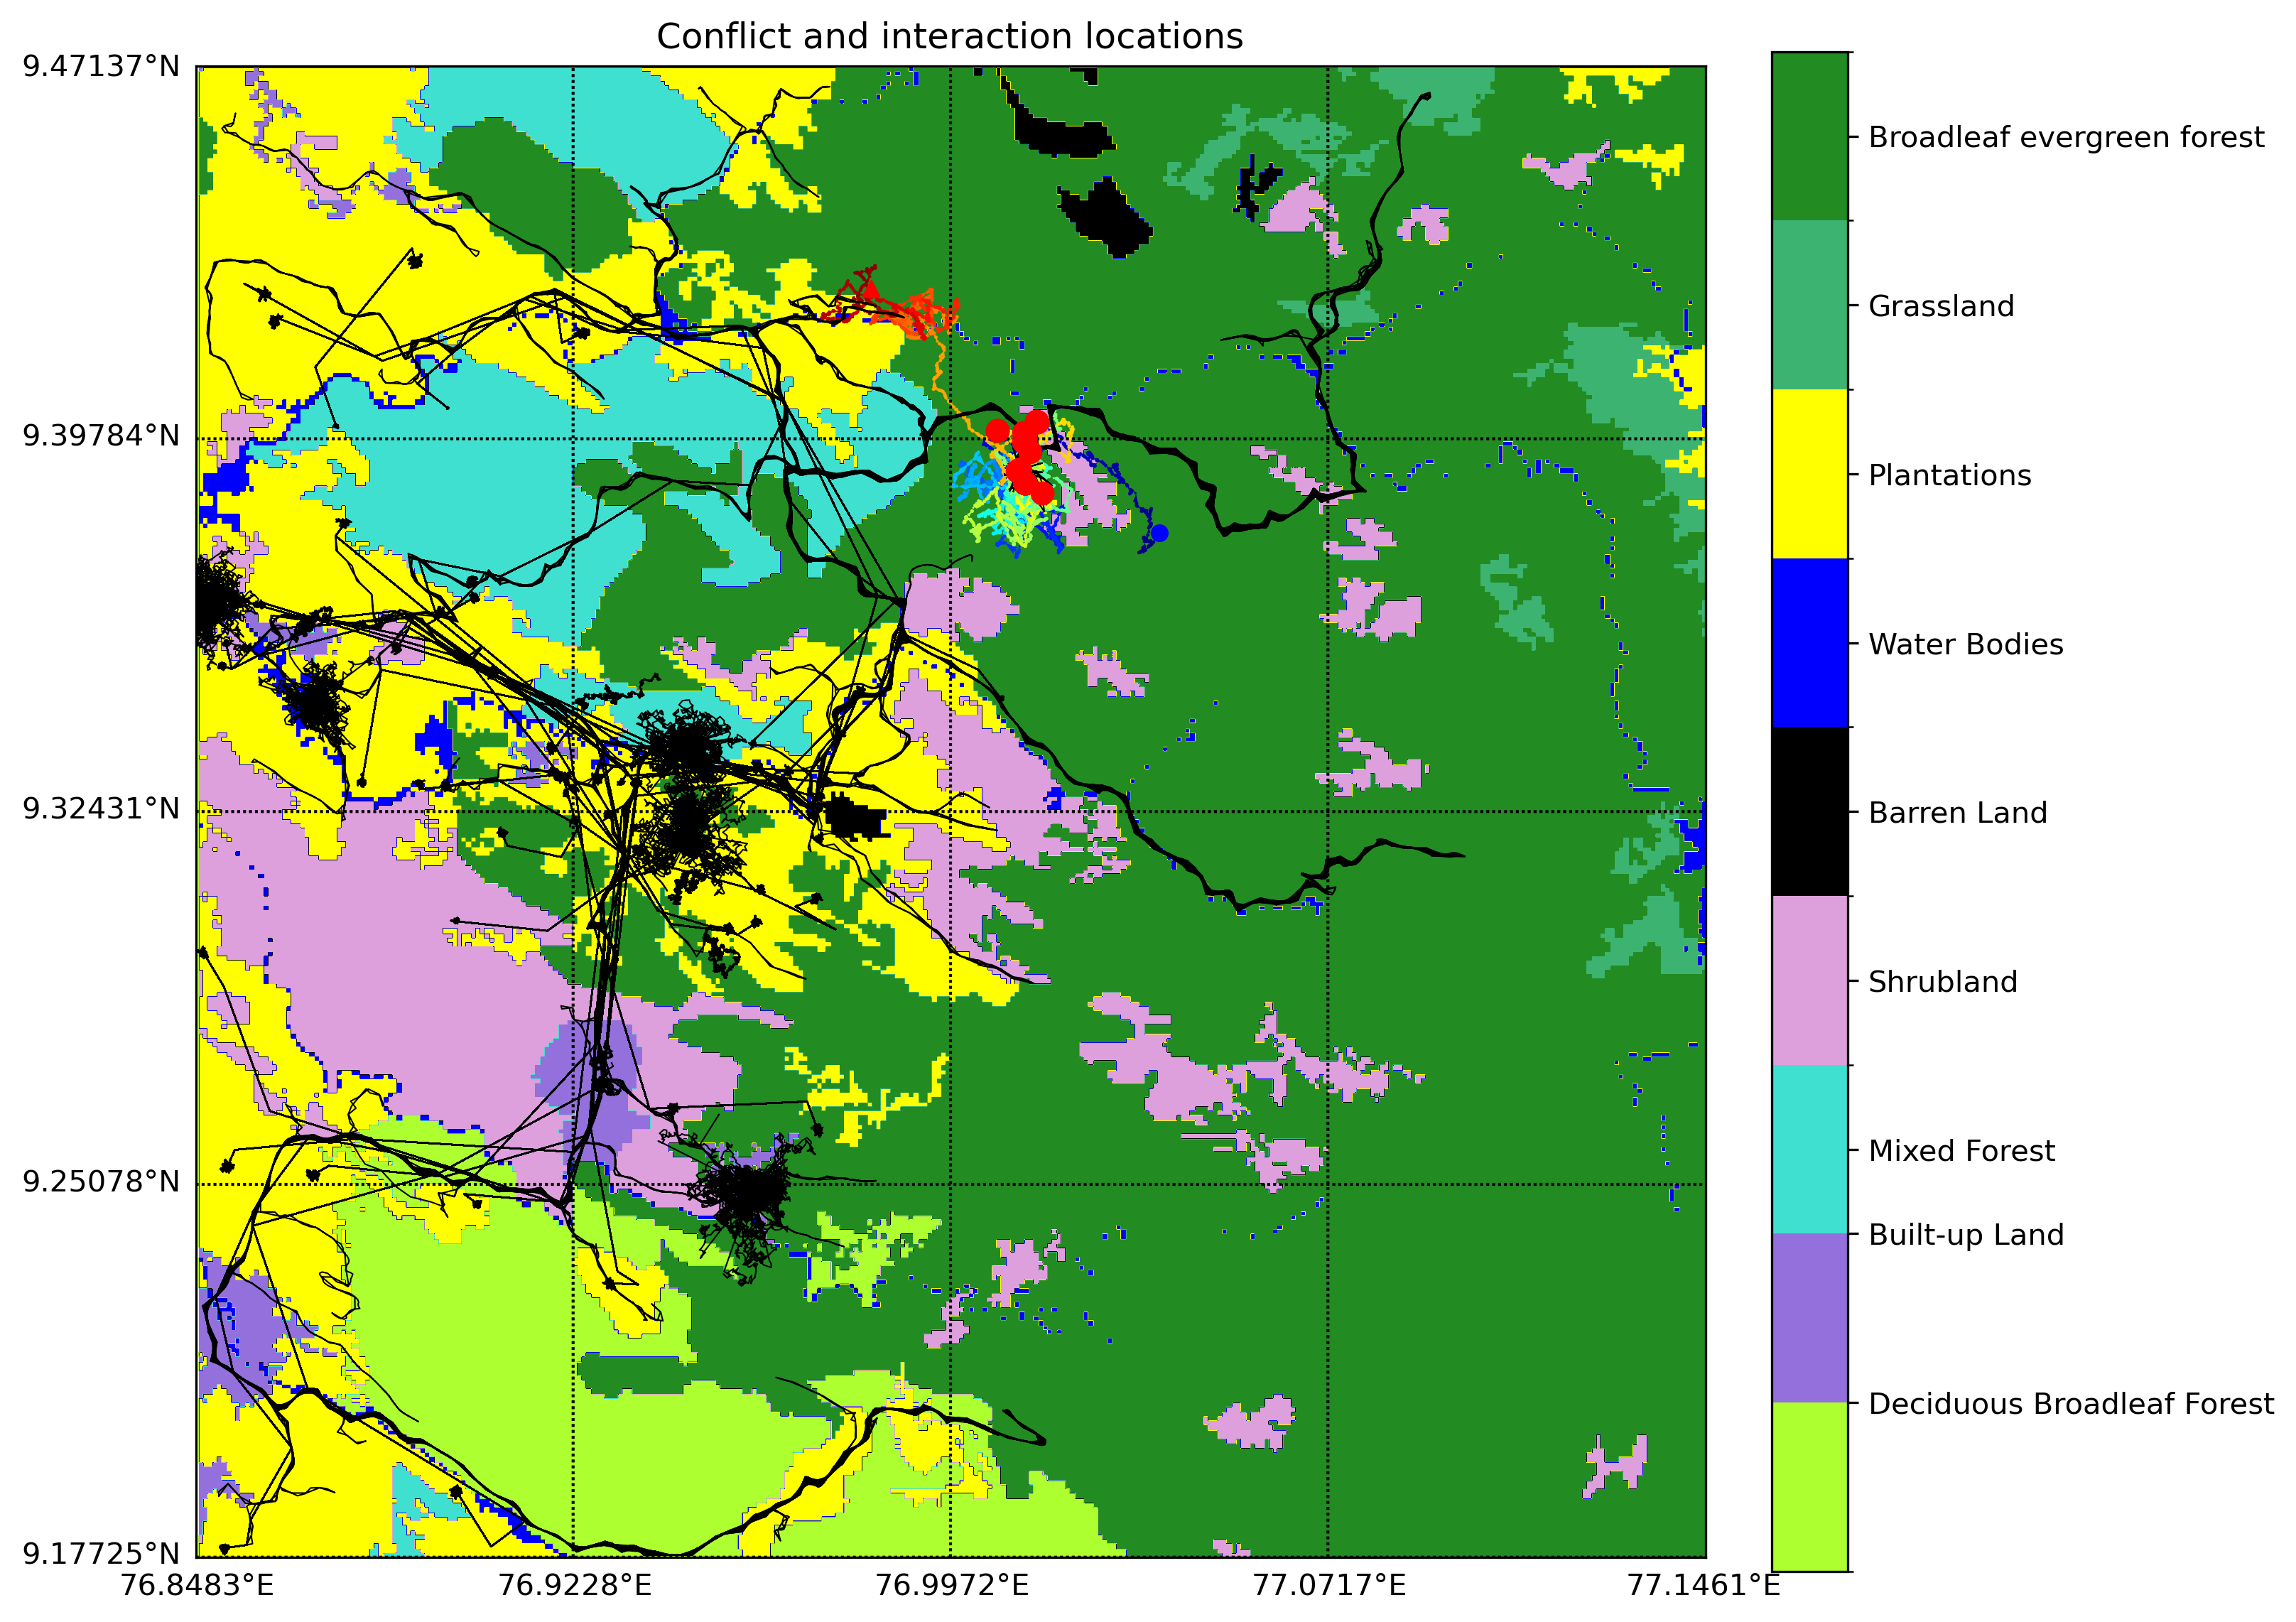 Conflict and interaction locations
9.47137°N
9.39784°N
9.32431°N
9.25078°N
9.17725°N
76.8483°E
76.9228°E
76.9972°E
77.0717°E
77.1461°E
Broadleaf evergreen forest
Grassland
Plantations
Water Bodies
Barren Land
Shrubland
Mixed Forest
Built-up Land
Deciduous Broadleaf Forest